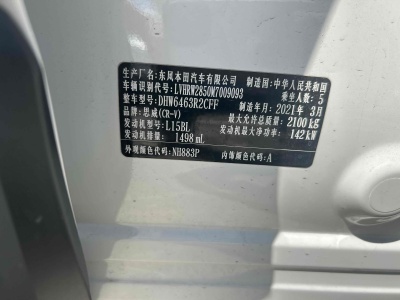 生产厂名：东风本田汽车有限公司 制造国：中华人民共和国
车辆识别代号：LVHRW2850M7009093 乘坐人数：5
整车型号：DHW6463R2CFF 制造年月：2021年 3月
品牌：思威(CR-V) 最大允许总质量：2100 kg
发动机型号：L15BL 发动机最大净功率：142 kW
发动机排量：1498 mL
外观颜色代码：NH883P 内饰颜色代码：A